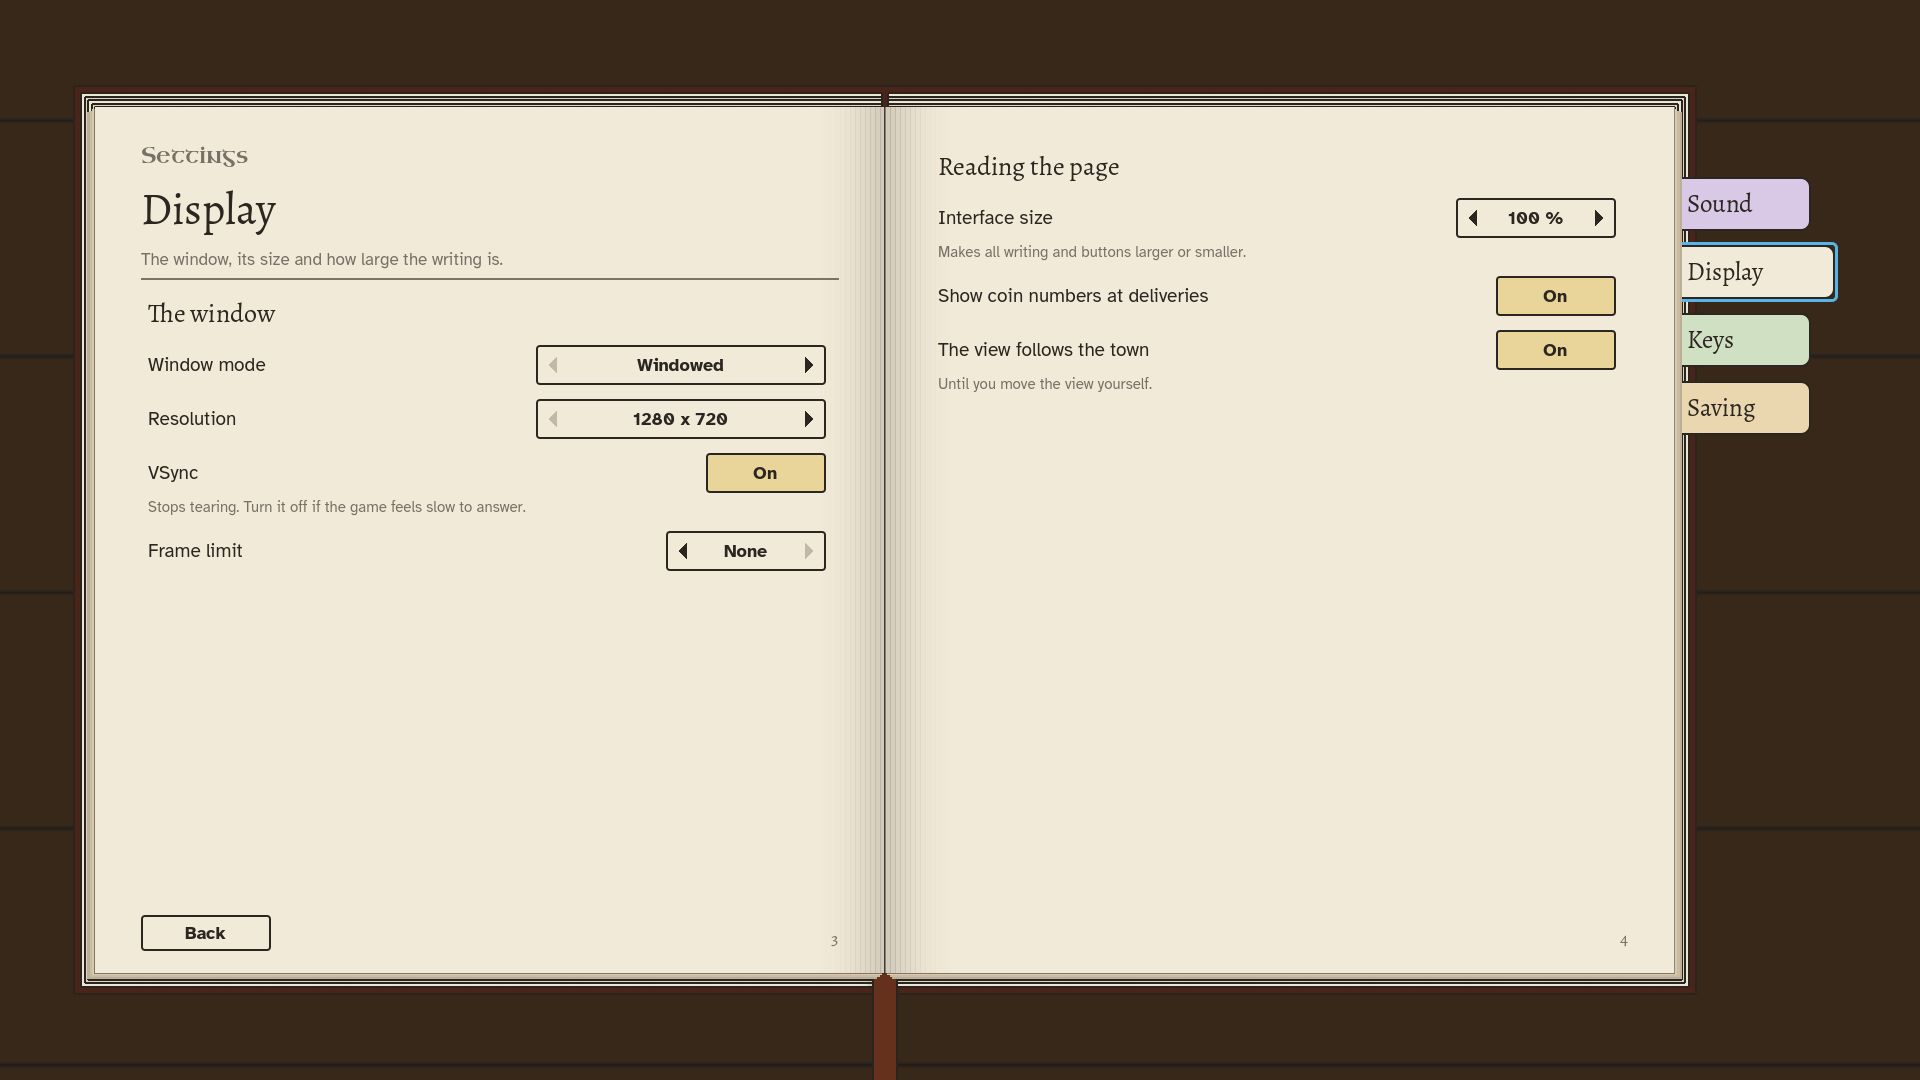 Settings
Display
The window, its size and how large the writing is.
The window
Window mode
Windowed
Resolution
1280 x 720
VSync
On
Stops tearing. Turn it off if the game feels slow to answer.
Frame limit
None
Back
3
Reading the page
Interface size
100 %
Makes all writing and buttons larger or smaller.
Show coin numbers at deliveries
On
The view follows the town
On
Until you move the view yourself.
4
Sound
Display
Keys
Saving